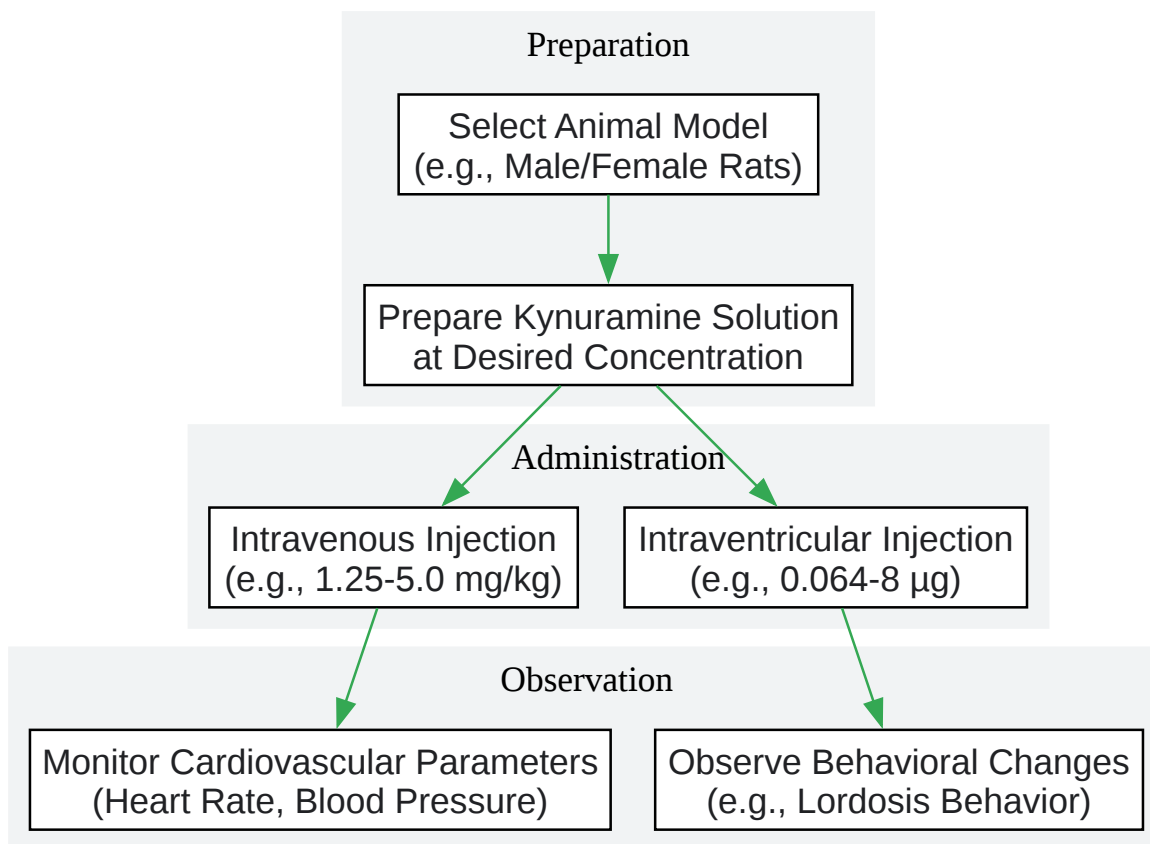 Preparation
Select Animal Model
(e.g., Male/Female Rats)
Prepare Kynuramine Solution
at Desired Concentration
Administration
Intravenous Injection
(e.g., 1.25-5.0 mg/kg)
Intraventricular Injection
(e.g., 0.064-8 µg)
Observation
Monitor Cardiovascular Parameters
(Heart Rate, Blood Pressure)
Observe Behavioral Changes
(e.g., Lordosis Behavior)